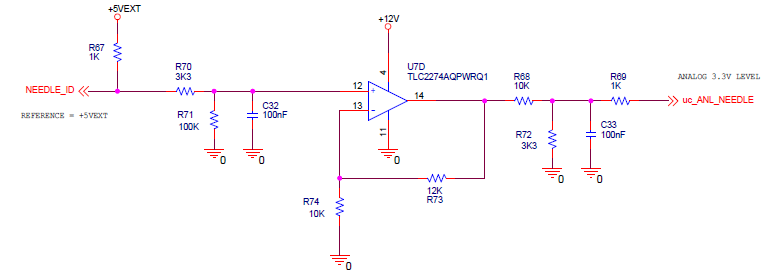 +5VEXT
+12V
R67
1K
R70
3K3
U7D
TLC2274AQPWRQ1
R68
10K
R69
1K
ANALOG 3.3V LEVEL
NEEDLE_ID
4
12
+
14
13
-
11
uc_ANL_NEEDLE
REFERENCE = +5VEXT
R71
100K
C32
100nF
R72
3K3
C33
100nF
0
0
0
0
0
12K
R73
R74
10K
0